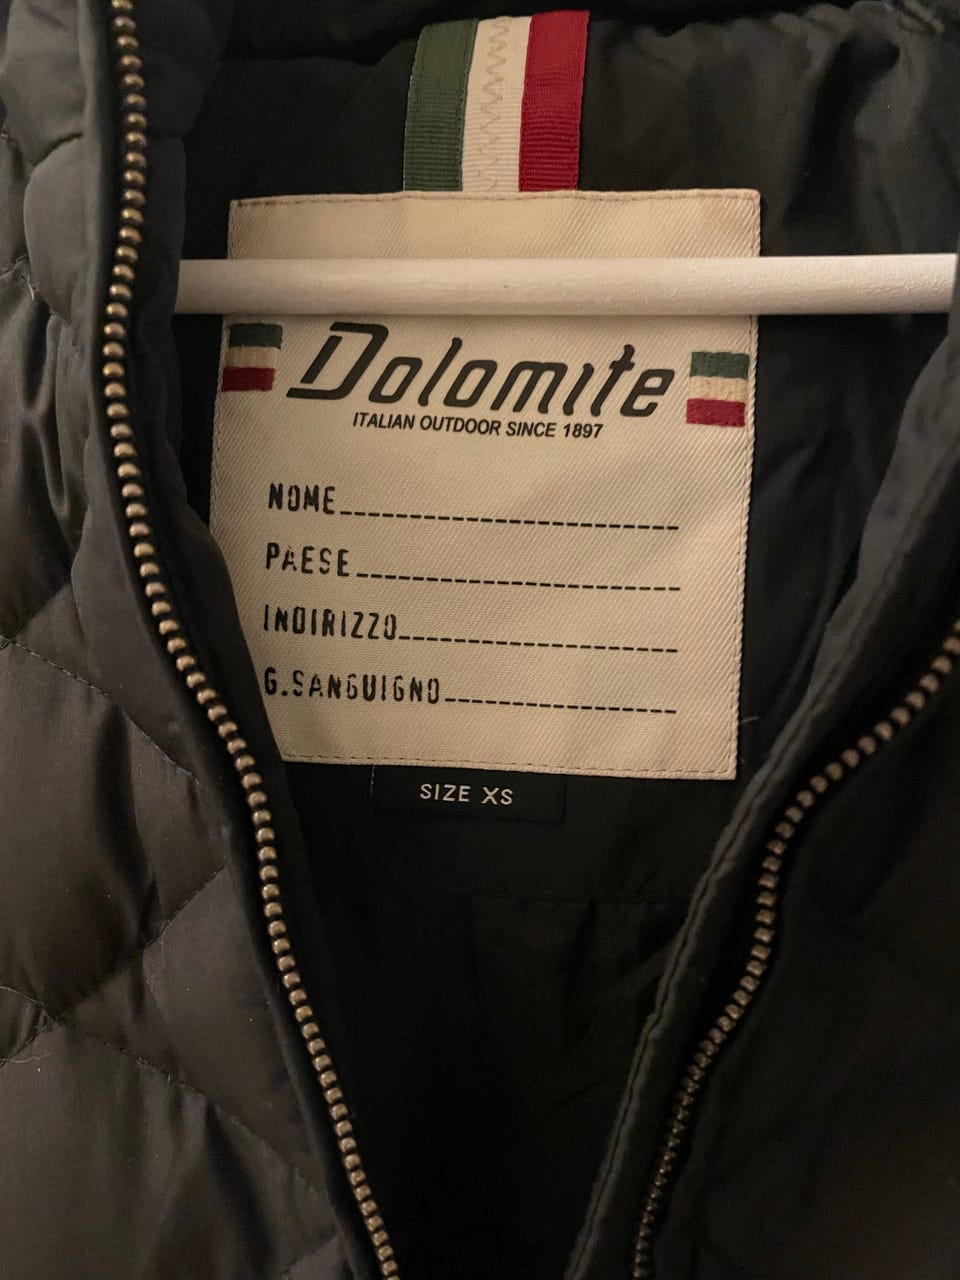 Dolomite
ITALIAN OUTDOOR SINCE 1897
NOME
PAESE
INDIRIZZO
G.SANGUIGNO
SIZE XS